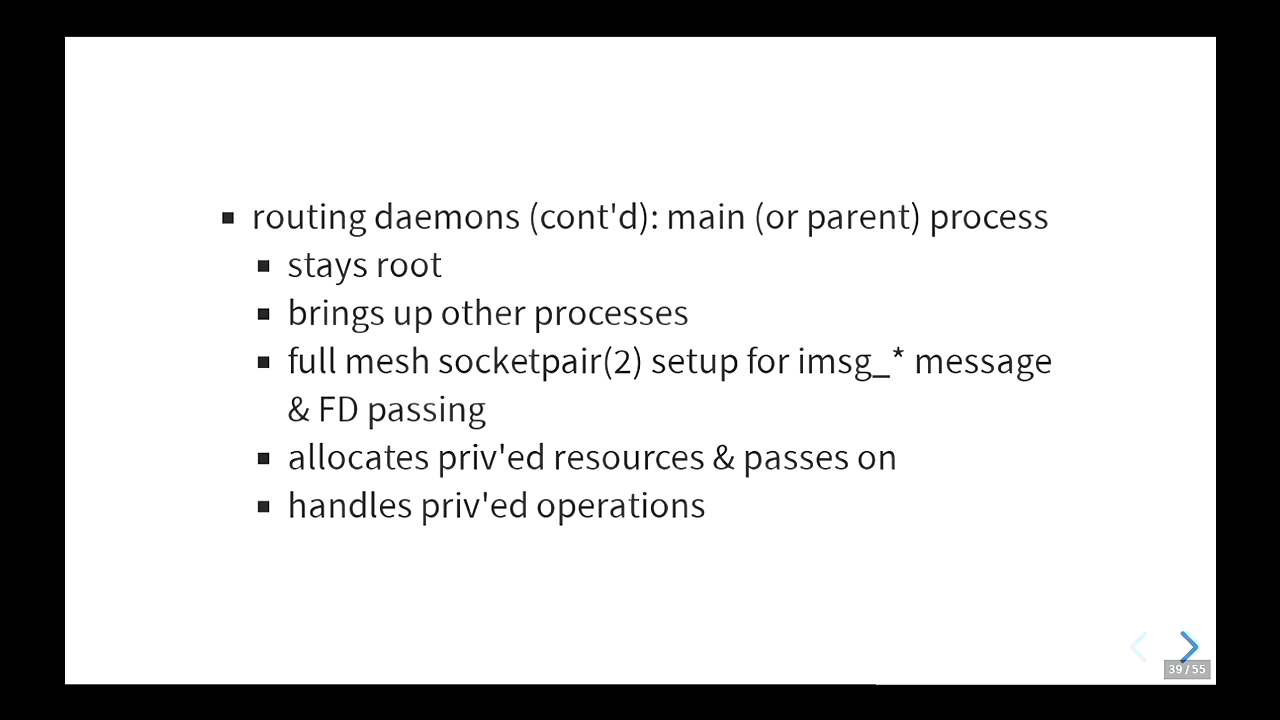 routing daemons (cont'd): main (or parent) process
stays root
brings up other processes
full mesh socketpair(2) setup for imsg_* message
& FD passing
allocates priv'ed resources & passes on
handles priv'ed operations
39 / 55